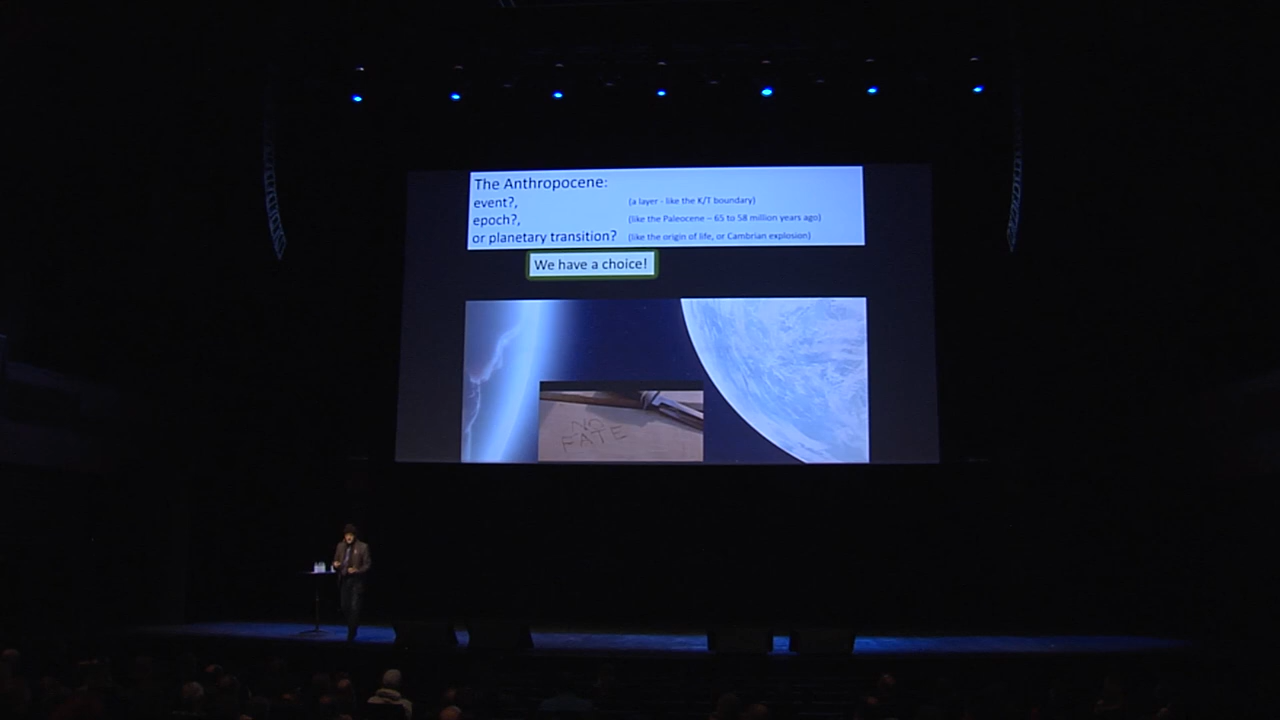 The Anthropocene:
event?, (a layer - like the K/T boundary)
epoch?, (like the Paleocene – 65 to 58 million years ago)
or planetary transition? (like the origin of life, or Cambrian explosion)
We have a choice!
NO
FATE